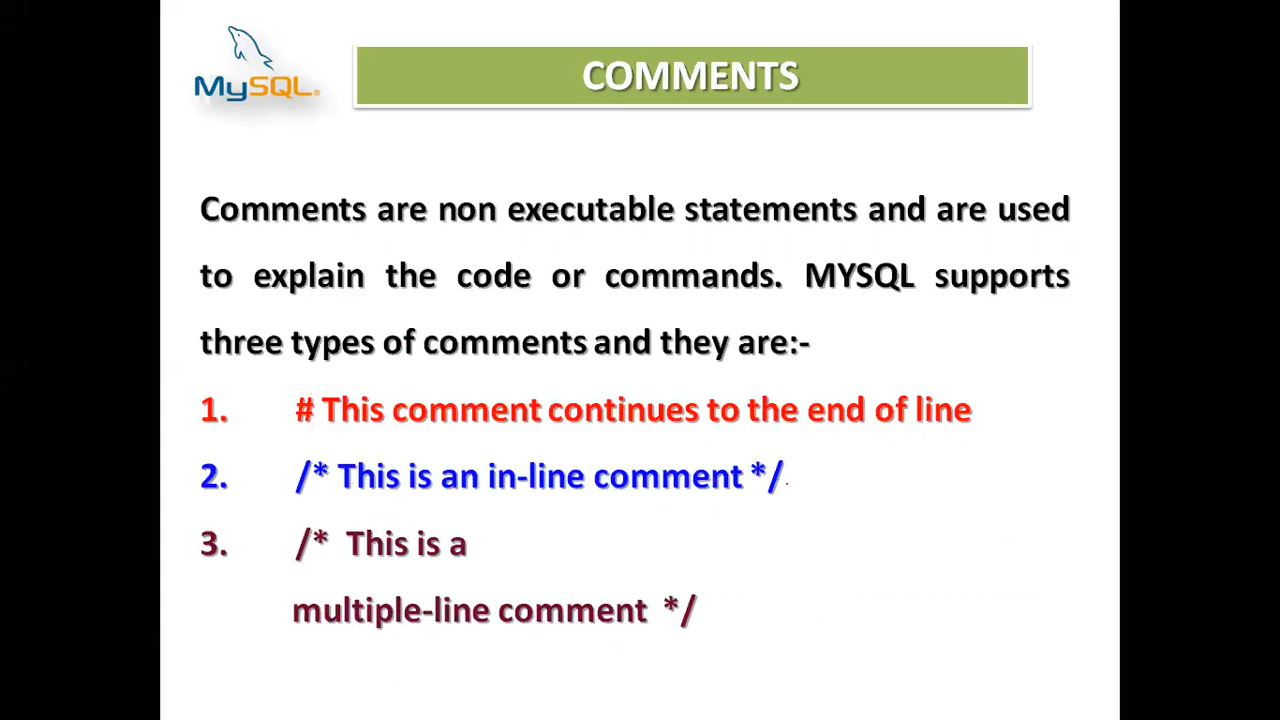 MySQL®
COMMENTS
Comments are non executable statements and are used
to explain the code or commands. MYSQL supports
three types of comments and they are:-
1. # This comment continues to the end of line
2. /* This is an in-line comment */
3. /* This is a
multiple-line comment */